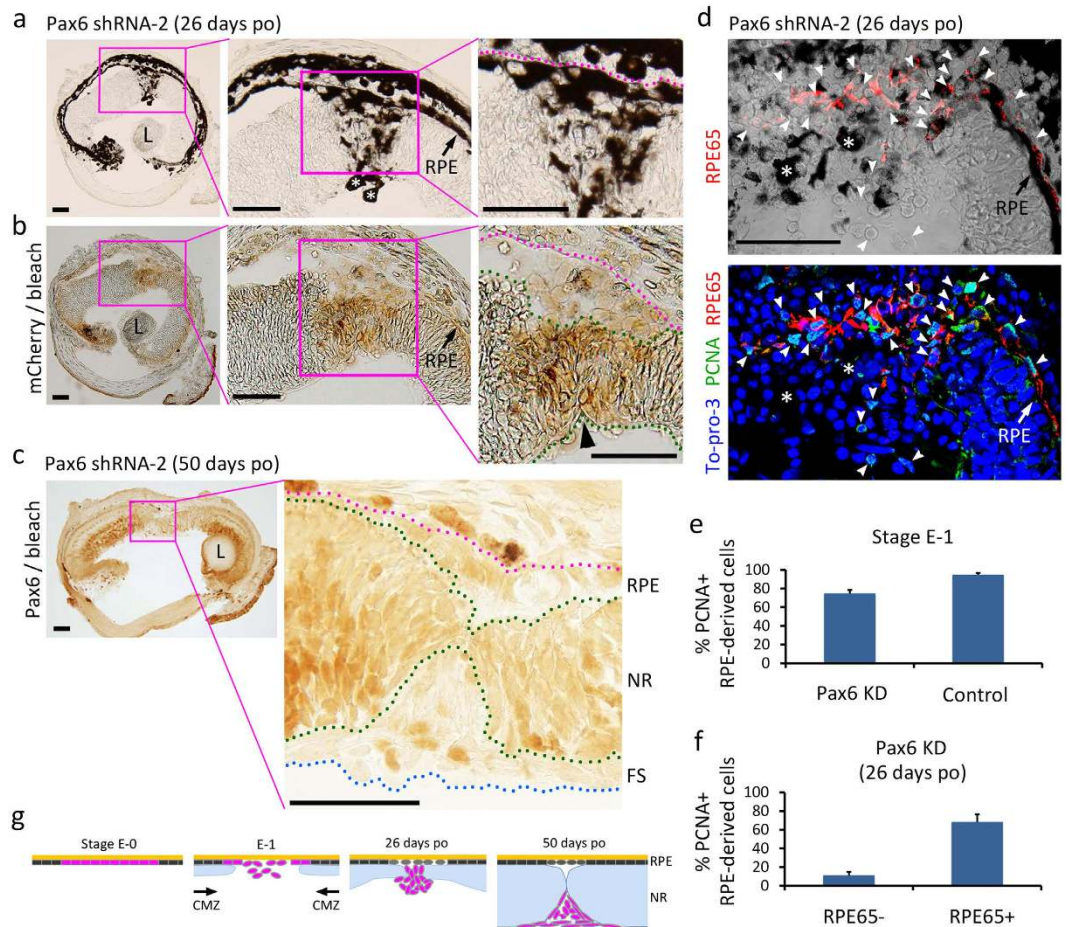 a
Pax6 shRNA-2 (26 days po)
L
RPE
*
*
RPE
b
mCherry / bleach
L
RPE
c
Pax6 shRNA-2 (50 days po)
Pax6 / bleach
L
RPE
NR
FS
d
Pax6 shRNA-2 (26 days po)
RPE65
*
*
RPE
To-pro-3 PCNA RPE65
*
*
RPE
e
Stage E-1
% PCNA+
RPE-derived cells
100
80
60
40
20
0
Pax6 KD
Control
f
Pax6 KD
(26 days po)
% PCNA+
RPE-derived cells
100
80
60
40
20
0
RPE65-
RPE65+
g
Stage E-0
E-1
26 days po
50 days po
RPE
NR
CMZ
CMZ